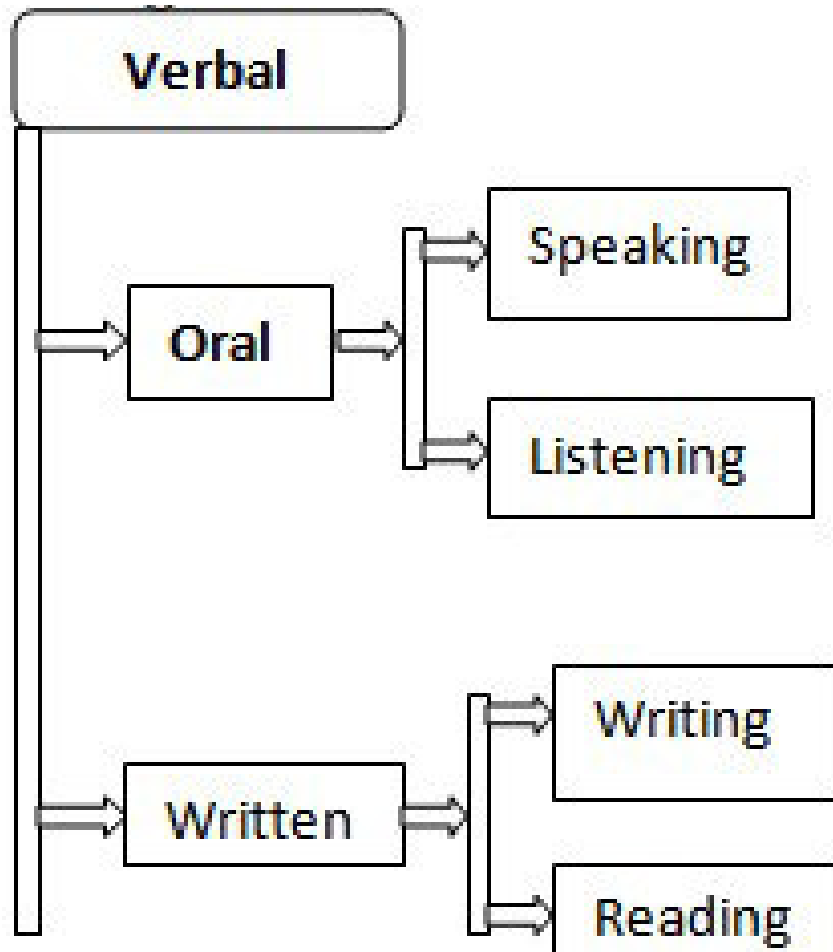 Verbal
Oral
Speaking
Listening
Written
Writing
Reading